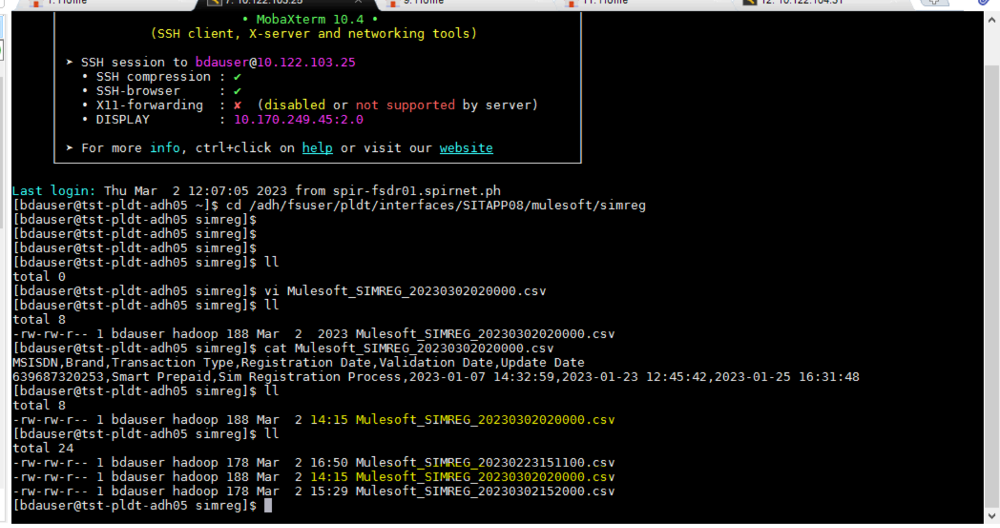 1. Home 7. 10.122.103.25 9. Home 11. Home 12. 10.122.104.51
• MobaXterm 10.4 •
(SSH client, X-server and networking tools)
➤ SSH session to bdauser@10.122.103.25
• SSH compression : ✔
• SSH-browser : ✔
• X11-forwarding : ✘ (disabled or not supported by server)
• DISPLAY : 10.170.249.45:2.0
➤ For more info, ctrl+click on help or visit our website
Last login: Thu Mar  2 12:07:05 2023 from spir-fsdr01.spirnet.ph
[bdauser@tst-pldt-adh05 ~]$ cd /adh/fsuser/pldt/interfaces/SITAPP08/mulesoft/simreg
[bdauser@tst-pldt-adh05 simreg]$
[bdauser@tst-pldt-adh05 simreg]$
[bdauser@tst-pldt-adh05 simreg]$
[bdauser@tst-pldt-adh05 simreg]$ ll
total 0
[bdauser@tst-pldt-adh05 simreg]$ vi Mulesoft_SIMREG_20230302020000.csv
[bdauser@tst-pldt-adh05 simreg]$ ll
total 8
-rw-rw-r-- 1 bdauser hadoop 188 Mar  2  2023 Mulesoft_SIMREG_20230302020000.csv
[bdauser@tst-pldt-adh05 simreg]$ cat Mulesoft_SIMREG_20230302020000.csv
MSISDN,Brand,Transaction Type,Registration Date,Validation Date,Update Date
639687320253,Smart Prepaid,Sim Registration Process,2023-01-07 14:32:59,2023-01-23 12:45:42,2023-01-25 16:31:48
[bdauser@tst-pldt-adh05 simreg]$ ll
total 8
-rw-rw-r-- 1 bdauser hadoop 188 Mar  2 14:15 Mulesoft_SIMREG_20230302020000.csv
[bdauser@tst-pldt-adh05 simreg]$ ll
total 24
-rw-rw-r-- 1 bdauser hadoop 178 Mar  2 16:50 Mulesoft_SIMREG_20230223151100.csv
-rw-rw-r-- 1 bdauser hadoop 188 Mar  2 14:15 Mulesoft_SIMREG_20230302020000.csv
-rw-rw-r-- 1 bdauser hadoop 178 Mar  2 15:29 Mulesoft_SIMREG_20230302152000.csv
[bdauser@tst-pldt-adh05 simreg]$